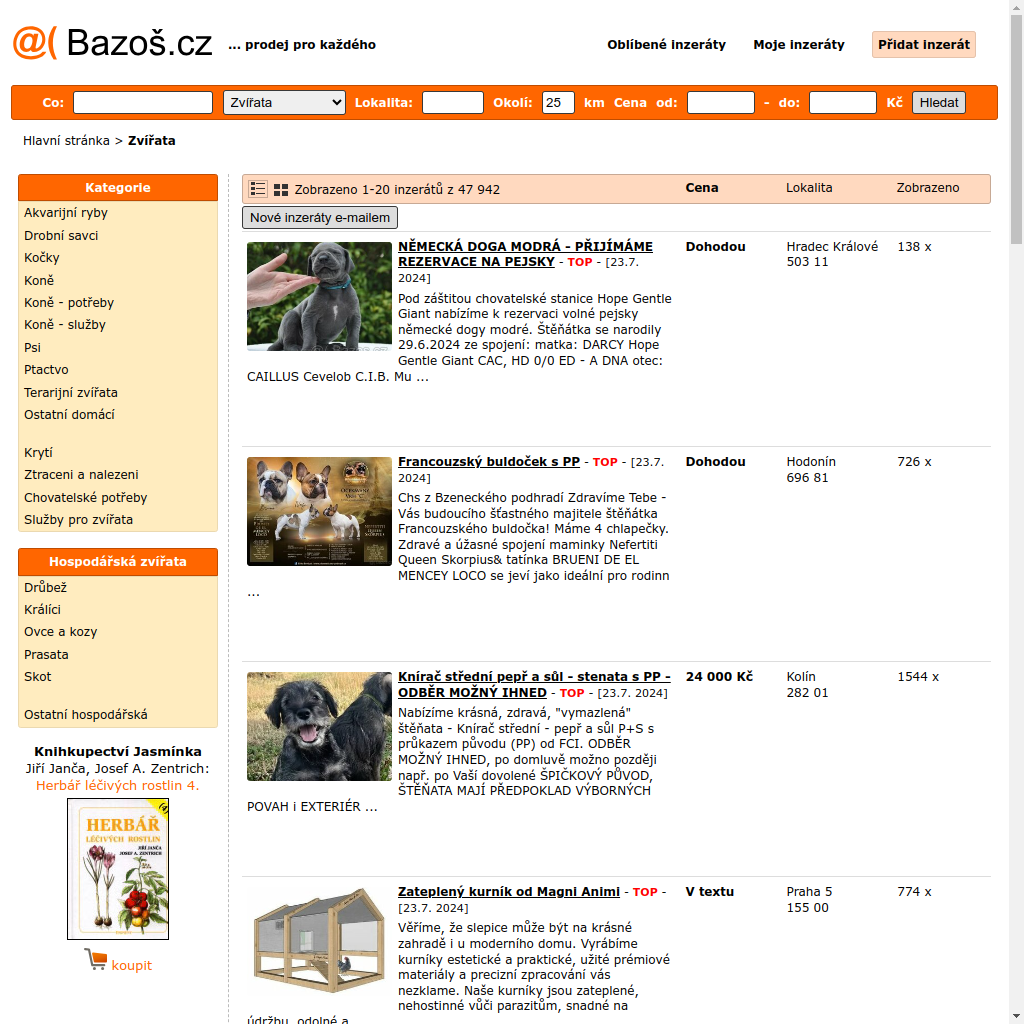 @( Bazoš.cz ... prodej pro každého Oblíbené inzeráty Moje inzeráty Přidat inzerát
Co: Zvířata Lokalita: Okolí: 25 km Cena od: - do: Kč Hledat
Hlavní stránka > Zvířata
Kategorie
Akvarijní ryby
Drobní savci
Kočky
Koně
Koně - potřeby
Koně - služby
Psi
Ptactvo
Terarijní zvířata
Ostatní domácí
Krytí
Ztraceni a nalezeni
Chovatelské potřeby
Služby pro zvířata
Hospodářská zvířata
Drůbež
Králíci
Ovce a kozy
Prasata
Skot
Ostatní hospodářská
Knihkupectví Jasmínka
Jiří Janča, Josef A. Zentrich:
Herbář léčivých rostlin 4.
(4)
HERBÁŘ
LÉČIVÝCH ROSTLIN
JIŘÍ JANČA
JOSEF A. ZENTRICH
koupit
Zobrazeno 1-20 inzerátů z 47 942 Cena Lokalita Zobrazeno
Nové inzeráty e-mailem
NĚMECKÁ DOGA MODRÁ - PŘIJÍMÁME
REZERVACE NA PEJSKY - TOP - [23.7.
2024]
Dohodou
Hradec Králové
503 11
138 x
Pod záštitou chovatelské stanice Hope Gentle
Giant nabízíme k rezervaci volné pejsky
německé dogy modré. Štěňátka se narodily
29.6.2024 ze spojení: matka: DARCY Hope
Gentle Giant CAC, HD 0/0 ED - A DNA otec:
CAILLUS Cevelob C.I.B. Mu ...
Francouzský buldoček s PP - TOP - [23.7.
2024]
Dohodou
Hodonín
696 81
726 x
Chs z Bzeneckého podhradí Zdravíme Tebe -
Vás budoucího šťastného majitele štěňátka
Francouzského buldočka! Máme 4 chlapečky.
Zdravé a úžasné spojení maminky Nefertiti
Queen Skorpius& tatínka BRUENI DE EL
MENCEY LOCO se jeví jako ideální pro rodinn
...
Knírač střední pepř a sůl - stenata s PP -
ODBĚR MOŽNÝ IHNED - TOP - [23.7. 2024]
24 000 Kč
Kolín
282 01
1544 x
Nabízíme krásná, zdravá, "vymazlená"
štěňata - Knírač střední - pepř a sůl P+S s
průkazem původu (PP) od FCI. ODBĚR
MOŽNÝ IHNED, po domluvě možno později
např. po Vaší dovolené ŠPIČKOVÝ PŮVOD,
ŠTĚŇATA MAJÍ PŘEDPOKLAD VÝBORNÝCH
POVAH i EXTERIÉR ...
Zateplený kurník od Magni Animi - TOP -
[23.7. 2024]
V textu
Praha 5
155 00
774 x
Věříme, že slepice může být na krásné
zahradě i u moderního domu. Vyrábíme
kurníky estetické a praktické, užité prémiové
materiály a precizní zpracování vás
nezklame. Naše kurníky jsou zateplené,
nehostinné vůči parazitům, snadné na
údržbu, odolné a